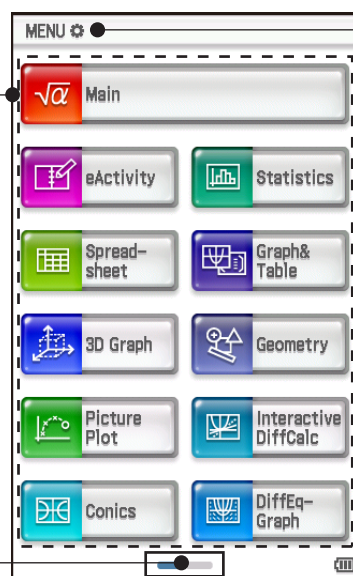 MENU
√α Main
eActivity
Statistics
Spread-
sheet
Graph&
Table
3D Graph
Geometry
Picture
Plot
Interactive
DiffCalc
Conics
DiffEq-
Graph